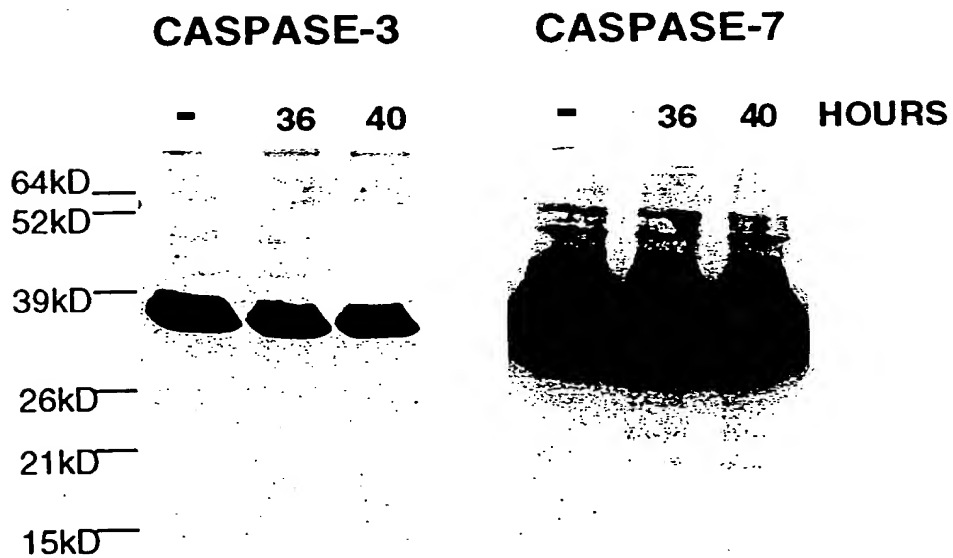 CASPASE-3 CASPASE-7
- 36 40 - 36 40 HOURS
64kD
52kD
39kD
26kD
21kD
15kD